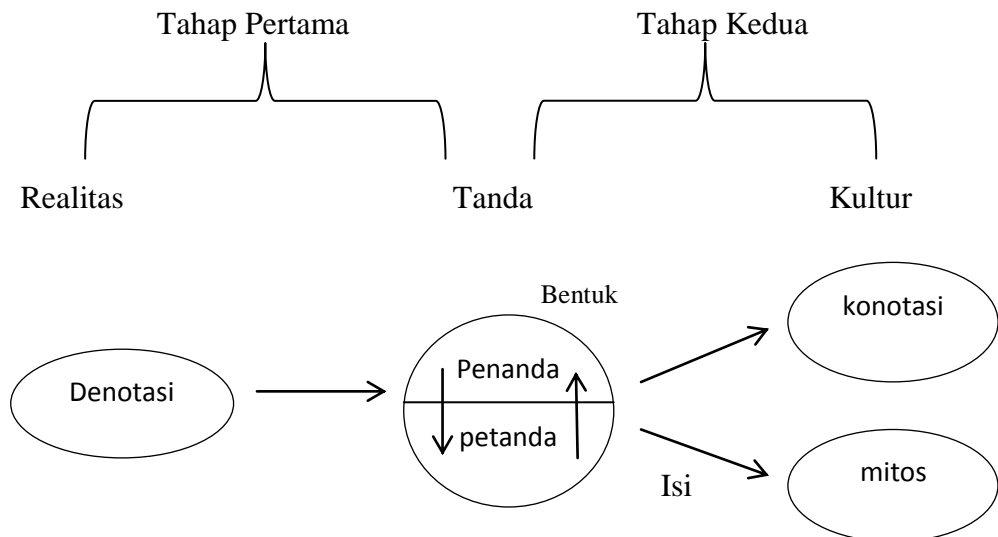 Tahap Pertama Tahap Kedua
Realitas Tanda Kultur
Bentuk
konotasi
Denotasi
Penanda
petanda
Isi
mitos